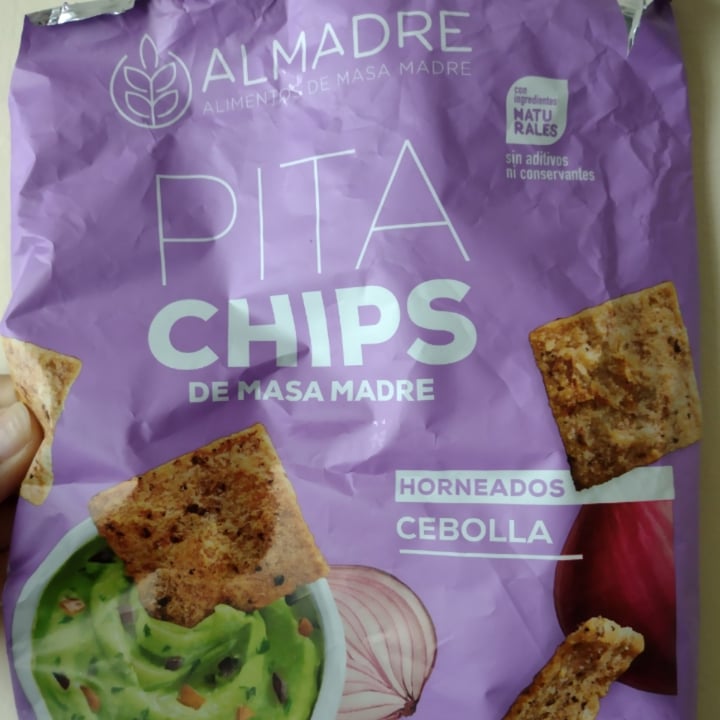 ALMADRE
ALIMENTOS DE MASA MADRE
con
ingredientes
NATU
RALES
sin aditivos
ni conservantes
PITA
CHIPS
DE MASA MADRE
HORNEADOS
CEBOLLA